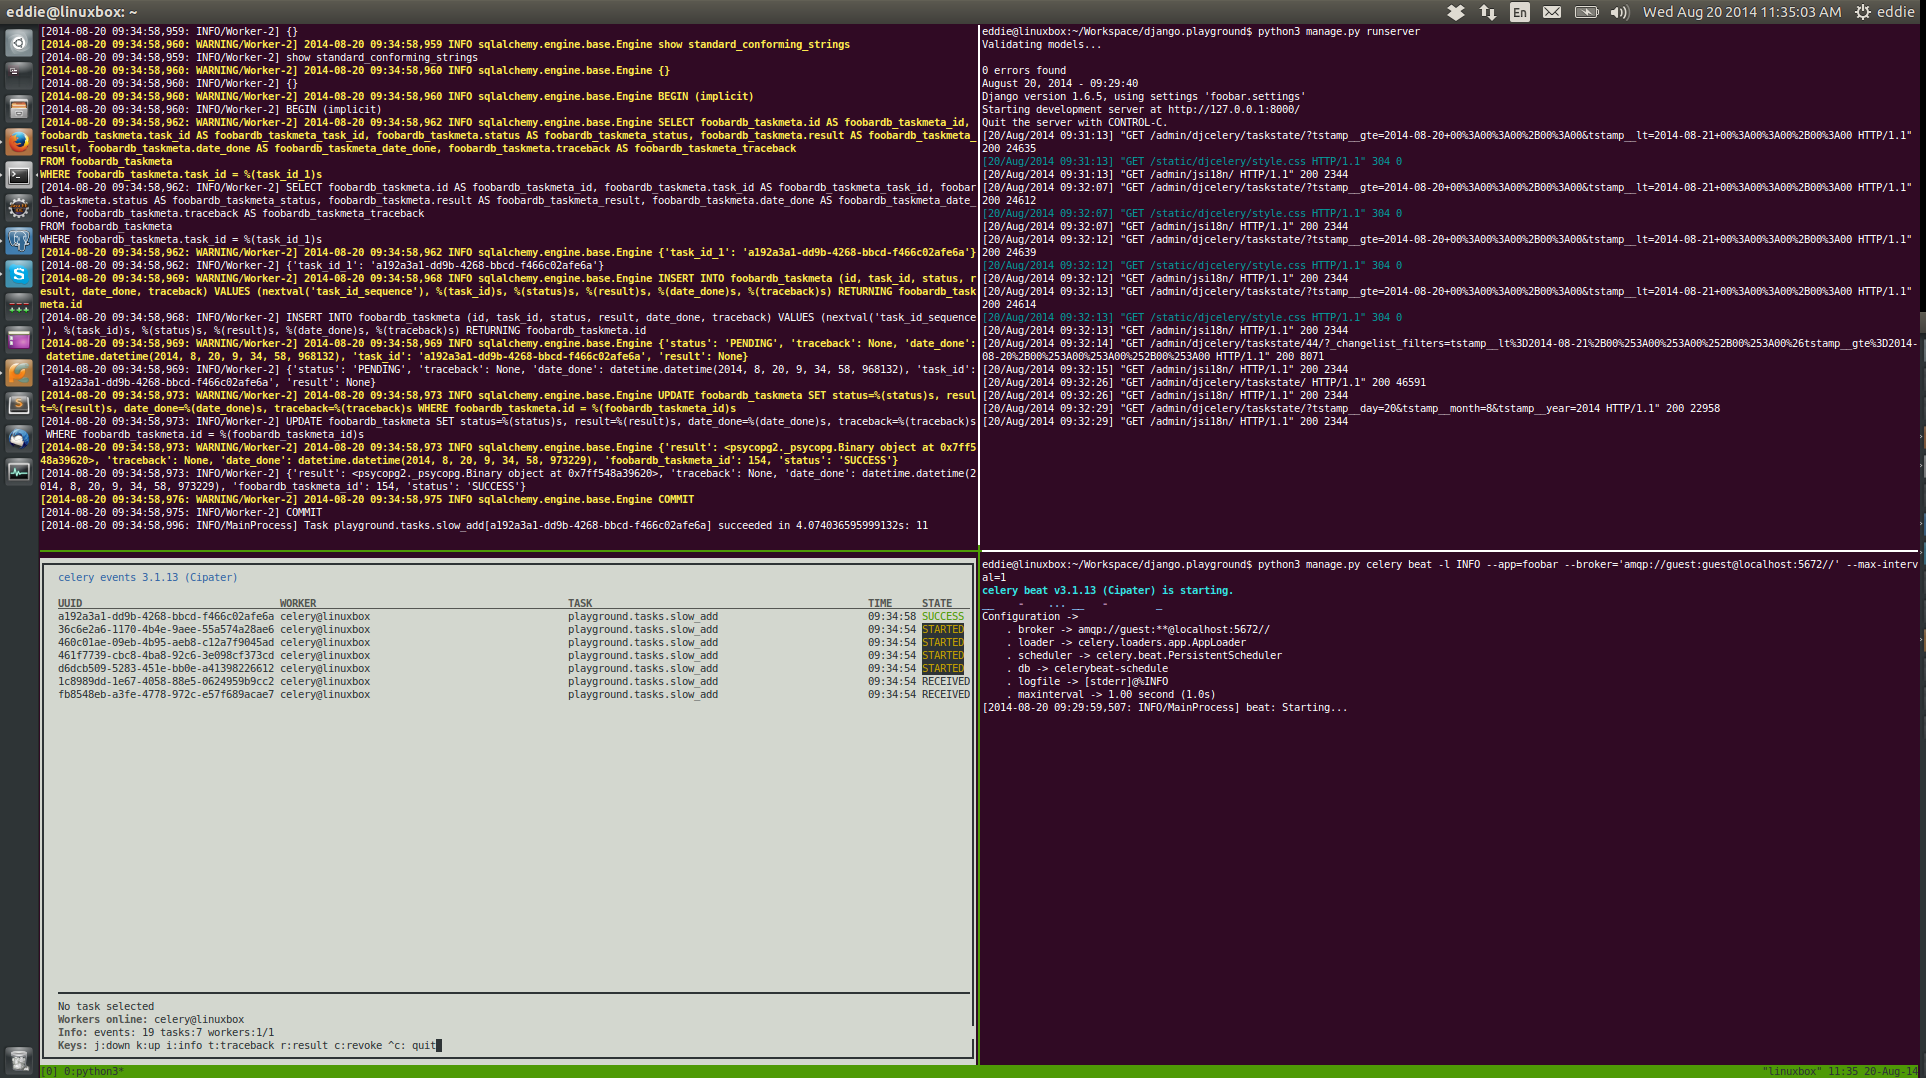 eddie@linuxbox: ~
En
Wed Aug 20 2014 11:35:03 AM
eddie
[2014-08-20 09:34:58,959: INFO/Worker-2] {}
[2014-08-20 09:34:58,960: WARNING/Worker-2] 2014-08-20 09:34:58,959 INFO sqlalchemy.engine.base.Engine show standard_conforming_strings
[2014-08-20 09:34:58,959: INFO/Worker-2] show standard_conforming_strings
[2014-08-20 09:34:58,960: WARNING/Worker-2] 2014-08-20 09:34:58,960 INFO sqlalchemy.engine.base.Engine {}
[2014-08-20 09:34:58,960: INFO/Worker-2] {}
[2014-08-20 09:34:58,960: WARNING/Worker-2] 2014-08-20 09:34:58,960 INFO sqlalchemy.engine.base.Engine BEGIN (implicit)
[2014-08-20 09:34:58,960: INFO/Worker-2] BEGIN (implicit)
[2014-08-20 09:34:58,962: WARNING/Worker-2] 2014-08-20 09:34:58,962 INFO sqlalchemy.engine.base.Engine SELECT foobardb_taskmeta.id AS foobardb_taskmeta_id,
foobardb_taskmeta.task_id AS foobardb_taskmeta_task_id, foobardb_taskmeta.status AS foobardb_taskmeta_status, foobardb_taskmeta.result AS foobardb_taskmeta_
result, foobardb_taskmeta.date_done AS foobardb_taskmeta_date_done, foobardb_taskmeta.traceback AS foobardb_taskmeta_traceback
FROM foobardb_taskmeta
WHERE foobardb_taskmeta.task_id = %(task_id_1)s
[2014-08-20 09:34:58,962: INFO/Worker-2] SELECT foobardb_taskmeta.id AS foobardb_taskmeta_id, foobardb_taskmeta.task_id AS foobardb_taskmeta_task_id, foobar
db_taskmeta.status AS foobardb_taskmeta_status, foobardb_taskmeta.result AS foobardb_taskmeta_result, foobardb_taskmeta.date_done AS foobardb_taskmeta_date_
done, foobardb_taskmeta.traceback AS foobardb_taskmeta_traceback
FROM foobardb_taskmeta
WHERE foobardb_taskmeta.task_id = %(task_id_1)s
[2014-08-20 09:34:58,962: WARNING/Worker-2] 2014-08-20 09:34:58,962 INFO sqlalchemy.engine.base.Engine {'task_id_1': 'a192a3a1-dd9b-4268-bbcd-f466c02afe6a'}
[2014-08-20 09:34:58,962: INFO/Worker-2] {'task_id_1': 'a192a3a1-dd9b-4268-bbcd-f466c02afe6a'}
[2014-08-20 09:34:58,969: WARNING/Worker-2] 2014-08-20 09:34:58,968 INFO sqlalchemy.engine.base.Engine INSERT INTO foobardb_taskmeta (id, task_id, status, r
esult, date_done, traceback) VALUES (nextval('task_id_sequence'), %(task_id)s, %(status)s, %(result)s, %(date_done)s, %(traceback)s) RETURNING foobardb_task
meta.id
[2014-08-20 09:34:58,968: INFO/Worker-2] INSERT INTO foobardb_taskmeta (id, task_id, status, result, date_done, traceback) VALUES (nextval('task_id_sequence
'), %(task_id)s, %(status)s, %(result)s, %(date_done)s, %(traceback)s) RETURNING foobardb_taskmeta.id
[2014-08-20 09:34:58,969: WARNING/Worker-2] 2014-08-20 09:34:58,969 INFO sqlalchemy.engine.base.Engine {'status': 'PENDING', 'traceback': None, 'date_done':
datetime.datetime(2014, 8, 20, 9, 34, 58, 968132), 'task_id': 'a192a3a1-dd9b-4268-bbcd-f466c02afe6a', 'result': None}
[2014-08-20 09:34:58,969: INFO/Worker-2] {'status': 'PENDING', 'traceback': None, 'date_done': datetime.datetime(2014, 8, 20, 9, 34, 58, 968132), 'task_id':
'a192a3a1-dd9b-4268-bbcd-f466c02afe6a', 'result': None}
[2014-08-20 09:34:58,973: WARNING/Worker-2] 2014-08-20 09:34:58,973 INFO sqlalchemy.engine.base.Engine UPDATE foobardb_taskmeta SET status=%(status)s, resul
t=%(result)s, date_done=%(date_done)s, traceback=%(traceback)s WHERE foobardb_taskmeta.id = %(foobardb_taskmeta_id)s
[2014-08-20 09:34:58,973: INFO/Worker-2] UPDATE foobardb_taskmeta SET status=%(status)s, result=%(result)s, date_done=%(date_done)s, traceback=%(traceback)s
WHERE foobardb_taskmeta.id = %(foobardb_taskmeta_id)s
[2014-08-20 09:34:58,973: WARNING/Worker-2] 2014-08-20 09:34:58,973 INFO sqlalchemy.engine.base.Engine {'result': <psycopg2._psycopg.Binary object at 0x7ff5
48a39620>, 'traceback': None, 'date_done': datetime.datetime(2014, 8, 20, 9, 34, 58, 973229), 'foobardb_taskmeta_id': 154, 'status': 'SUCCESS'}
[2014-08-20 09:34:58,973: INFO/Worker-2] {'result': <psycopg2._psycopg.Binary object at 0x7ff548a39620>, 'traceback': None, 'date_done': datetime.datetime(2
014, 8, 20, 9, 34, 58, 973229), 'foobardb_taskmeta_id': 154, 'status': 'SUCCESS'}
[2014-08-20 09:34:58,976: WARNING/Worker-2] 2014-08-20 09:34:58,975 INFO sqlalchemy.engine.base.Engine COMMIT
[2014-08-20 09:34:58,975: INFO/Worker-2] COMMIT
[2014-08-20 09:34:58,996: INFO/MainProcess] Task playground.tasks.slow_add[a192a3a1-dd9b-4268-bbcd-f466c02afe6a] succeeded in 4.074036595999132s: 11
eddie@linuxbox:~/Workspace/django.playground$ python3 manage.py runserver
Validating models...
0 errors found
August 20, 2014 - 09:29:40
Django version 1.6.5, using settings 'foobar.settings'
Starting development server at http://127.0.0.1:8000/
Quit the server with CONTROL-C.
[20/Aug/2014 09:31:13] "GET /admin/djcelery/taskstate/?tstamp__gte=2014-08-20+00%3A00%3A00%2B00%3A00&tstamp__lt=2014-08-21+00%3A00%3A00%2B00%3A00 HTTP/1.1"
200 24635
[20/Aug/2014 09:31:13] "GET /static/djcelery/style.css HTTP/1.1" 304 0
[20/Aug/2014 09:31:13] "GET /admin/jsi18n/ HTTP/1.1" 200 2344
[20/Aug/2014 09:32:07] "GET /admin/djcelery/taskstate/?tstamp__gte=2014-08-20+00%3A00%3A00%2B00%3A00&tstamp__lt=2014-08-21+00%3A00%3A00%2B00%3A00 HTTP/1.1"
200 24612
[20/Aug/2014 09:32:07] "GET /static/djcelery/style.css HTTP/1.1" 304 0
[20/Aug/2014 09:32:07] "GET /admin/jsi18n/ HTTP/1.1" 200 2344
[20/Aug/2014 09:32:12] "GET /admin/djcelery/taskstate/?tstamp__gte=2014-08-20+00%3A00%3A00%2B00%3A00&tstamp__lt=2014-08-21+00%3A00%3A00%2B00%3A00 HTTP/1.1"
200 24639
[20/Aug/2014 09:32:12] "GET /static/djcelery/style.css HTTP/1.1" 304 0
[20/Aug/2014 09:32:12] "GET /admin/jsi18n/ HTTP/1.1" 200 2344
[20/Aug/2014 09:32:13] "GET /admin/djcelery/taskstate/?tstamp__gte=2014-08-20+00%3A00%3A00%2B00%3A00&tstamp__lt=2014-08-21+00%3A00%3A00%2B00%3A00 HTTP/1.1"
200 24614
[20/Aug/2014 09:32:13] "GET /static/djcelery/style.css HTTP/1.1" 304 0
[20/Aug/2014 09:32:13] "GET /admin/jsi18n/ HTTP/1.1" 200 2344
[20/Aug/2014 09:32:14] "GET /admin/djcelery/taskstate/44/?_changelist_filters=tstamp__lt%3D2014-08-21%2B00%253A00%253A00%252B00%253A00%26tstamp__gte%3D2014-
08-20%2B00%253A00%253A00%252B00%253A00 HTTP/1.1" 200 8071
[20/Aug/2014 09:32:15] "GET /admin/jsi18n/ HTTP/1.1" 200 2344
[20/Aug/2014 09:32:26] "GET /admin/djcelery/taskstate/ HTTP/1.1" 200 46591
[20/Aug/2014 09:32:26] "GET /admin/jsi18n/ HTTP/1.1" 200 2344
[20/Aug/2014 09:32:29] "GET /admin/djcelery/taskstate/?tstamp__day=20&tstamp__month=8&tstamp__year=2014 HTTP/1.1" 200 22958
[20/Aug/2014 09:32:29] "GET /admin/jsi18n/ HTTP/1.1" 200 2344
celery events 3.1.13 (Cipater)
UUID WORKER TASK TIME STATE
a192a3a1-dd9b-4268-bbcd-f466c02afe6a celery@linuxbox playground.tasks.slow_add 09:34:58 SUCCESS
36c6e2a6-1170-4b4e-9aee-55a574a28ae6 celery@linuxbox playground.tasks.slow_add 09:34:54 STARTED
460c01ae-09eb-4b95-aeb8-c12a7f9045ad celery@linuxbox playground.tasks.slow_add 09:34:54 STARTED
461f7739-cbc8-4ba8-92c6-3e098cf373cd celery@linuxbox playground.tasks.slow_add 09:34:54 STARTED
d6dcb509-5283-451e-bb0e-a41398226612 celery@linuxbox playground.tasks.slow_add 09:34:54 STARTED
1c8989dd-1e67-4058-88e5-0624959b9cc2 celery@linuxbox playground.tasks.slow_add 09:34:54 RECEIVED
fb8548eb-a3fe-4778-972c-e57f689acae7 celery@linuxbox playground.tasks.slow_add 09:34:54 RECEIVED
No task selected
Workers online: celery@linuxbox
Info: events: 19 tasks:7 workers:1/1
Keys: j:down k:up i:info t:traceback r:result c:revoke ^c: quit
eddie@linuxbox:~/Workspace/django.playground$ python3 manage.py celery beat -l INFO --app=foobar --broker='amqp://guest:guest@localhost:5672//' --max-interv
al=1
celery beat v3.1.13 (Cipater) is starting.
__    -    ... __   -        _
Configuration ->
. broker -> amqp://guest:**@localhost:5672//
. loader -> celery.loaders.app.AppLoader
. scheduler -> celery.beat.PersistentScheduler
. db -> celerybeat-schedule
. logfile -> [stderr]@%INFO
. maxinterval -> 1.00 second (1.0s)
[2014-08-20 09:29:59,507: INFO/MainProcess] beat: Starting...
[0] 0:python3*
"linuxbox" 11:35 20-Aug-14